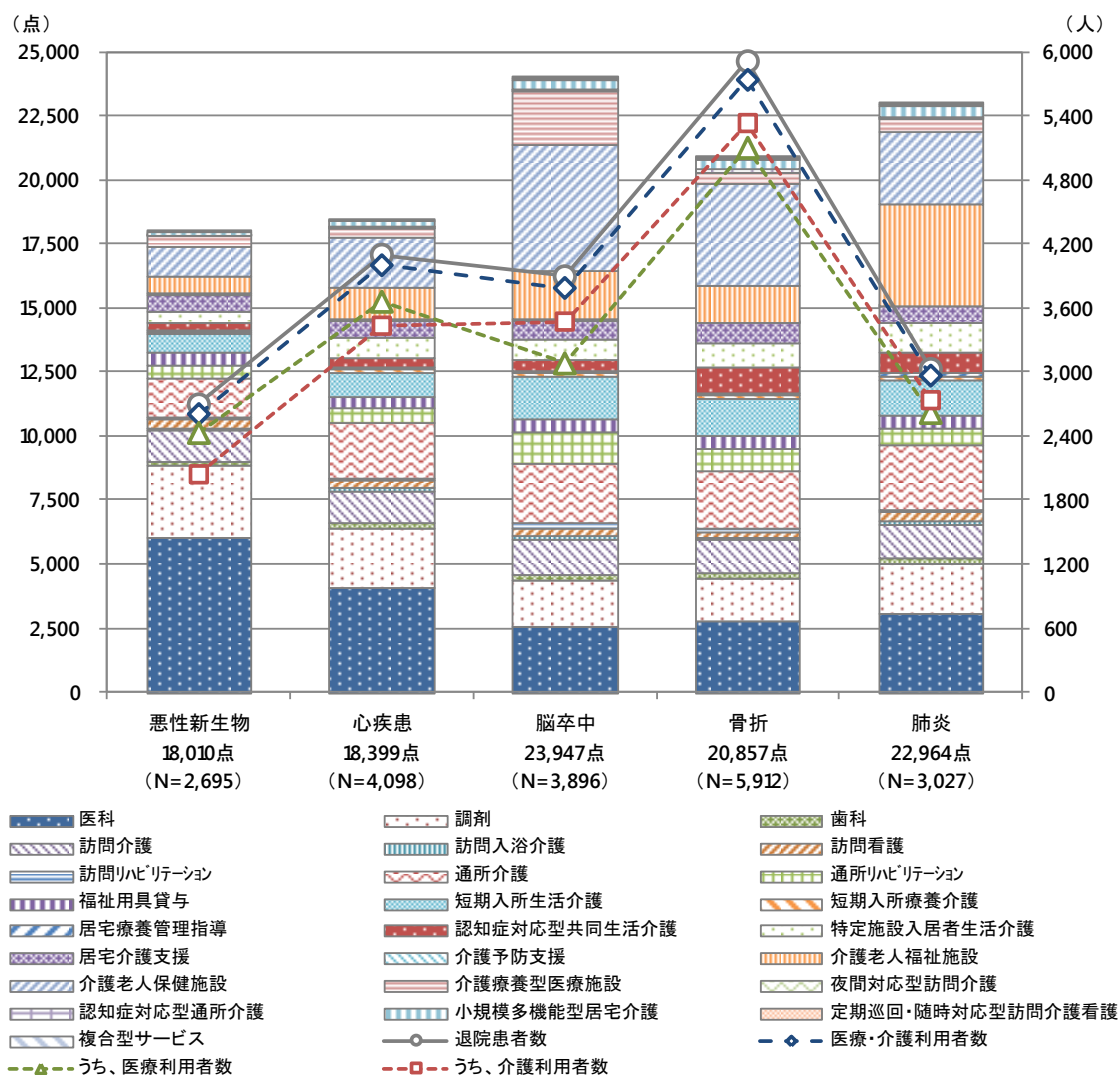 （点）
（人）
25,000
22,500
20,000
17,500
15,000
12,500
10,000
7,500
5,000
2,500
0
6,000
5,400
4,800
4,200
3,600
3,000
2,400
1,800
1,200
600
0
悪性新生物 心疾患 脳卒中 骨折 肺炎
18,010点 18,399点 23,947点 20,857点 22,964点
（N=2,695） （N=4,098） （N=3,896） （N=5,912） （N=3,027）
医科 調剤 歯科
訪問介護 訪問入浴介護 訪問看護
訪問ﾘﾊﾋﾞﾘﾃｰｼｮﾝ 通所介護 通所ﾘﾊﾋﾞﾘﾃｰｼｮﾝ
福祉用具貸与 短期入所生活介護 短期入所療養介護
居宅療養管理指導 認知症対応型共同生活介護 特定施設入居者生活介護
居宅介護支援 介護予防支援 介護老人福祉施設
介護老人保健施設 介護療養型医療施設 夜間対応型訪問介護
認知症対応型通所介護 小規模多機能型居宅介護 定期巡回・随時対応型訪問介護看護
複合型サービス 退院患者数 医療・介護利用者数
うち、医療利用者数 うち、介護利用者数